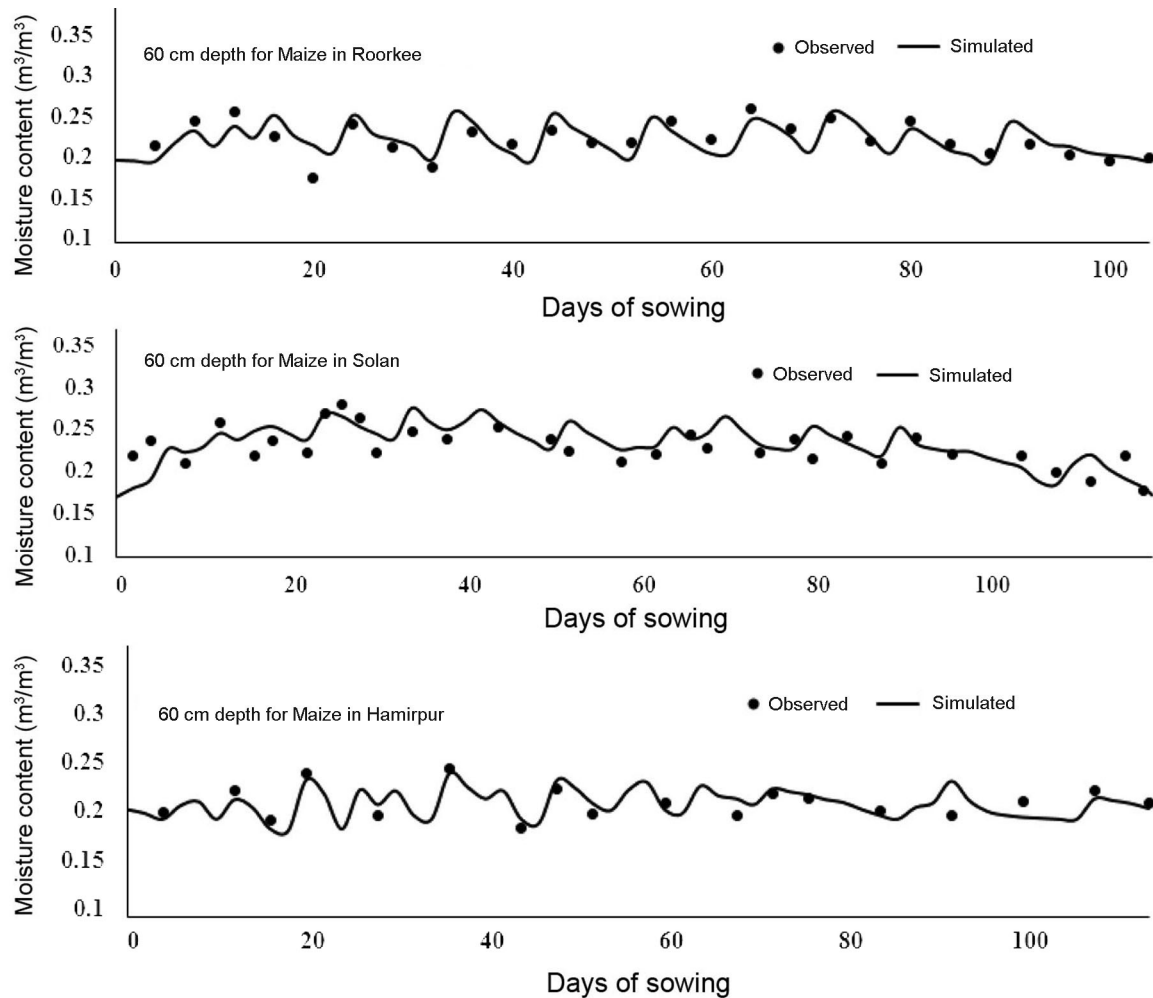 0.35
60 cm depth for Maize in Roorkee
Observed
Simulated
0.3
0.25
0.2
0.15
0.1
Moisture content (m³/m³)
0 20 40 60 80 100
Days of sowing
0.35
60 cm depth for Maize in Solan
Observed
Simulated
0.3
0.25
0.2
0.15
0.1
Moisture content (m³/m³)
0 20 40 60 80 100
Days of sowing
0.35
60 cm depth for Maize in Hamirpur
Observed
Simulated
0.3
0.25
0.2
0.15
0.1
Moisture content (m³/m³)
0 20 40 60 80 100
Days of sowing